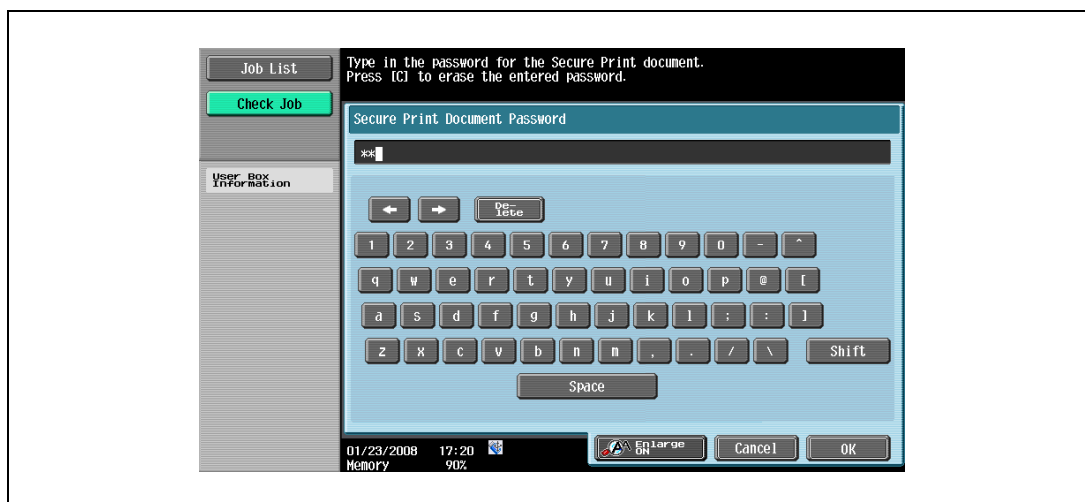 Job List
Check Job
User Box
Information
Type in the password for the Secure Print document.
Press [C] to erase the entered password.
Secure Print Document Password
**
← → De-
lete
1 2 3 4 5 6 7 8 9 0 - ^
q w e r t y u i o p @ [
a s d f g h j k l ; : ]
z x c v b n m , . / \ Shift
Space
01/23/2008 17:20
Memory 90%
Enlarge
ON
Cancel
OK